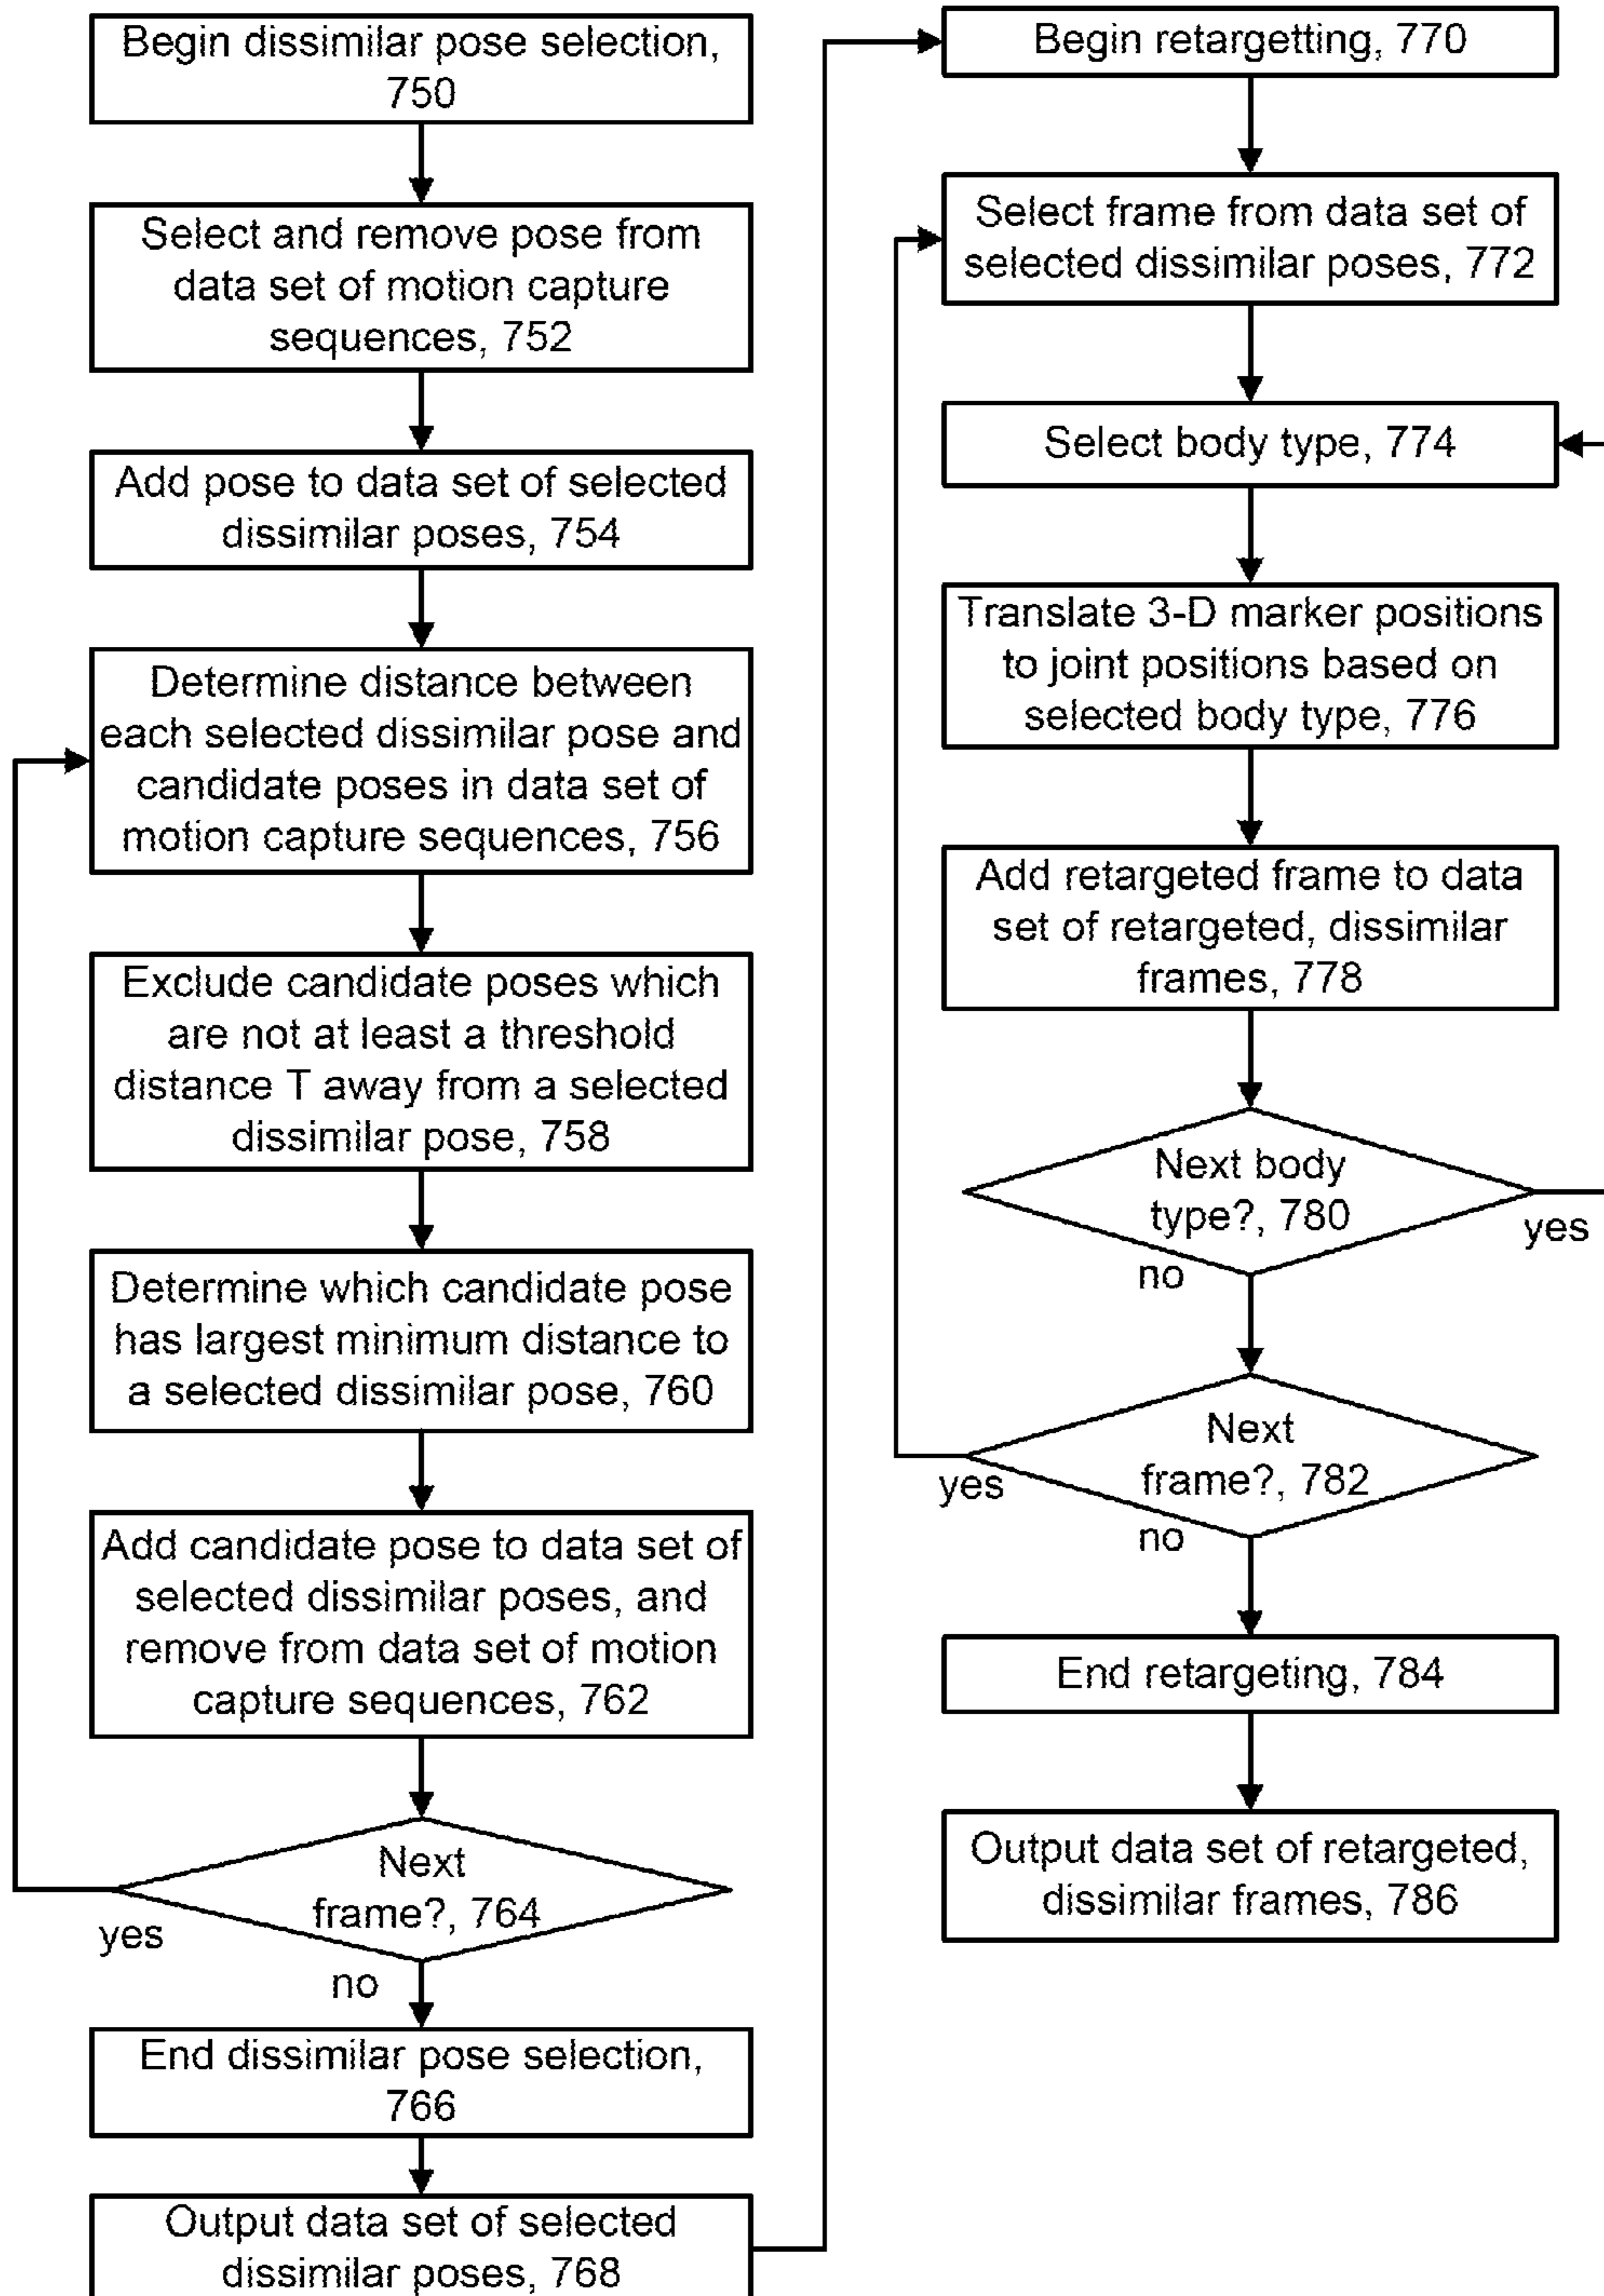 Begin dissimilar pose selection,
750
Select and remove pose from
data set of motion capture
sequences, 752
Add pose to data set of selected
dissimilar poses, 754
Determine distance between
each selected dissimilar pose and
candidate poses in data set of
motion capture sequences, 756
Exclude candidate poses which
are not at least a threshold
distance T away from a selected
dissimilar pose, 758
Determine which candidate pose
has largest minimum distance to
a selected dissimilar pose, 760
Add candidate pose to data set of
selected dissimilar poses, and
remove from data set of motion
capture sequences, 762
Next
frame?, 764
yes
no
End dissimilar pose selection,
766
Output data set of selected
dissimilar poses, 768
Begin retargetting, 770
Select frame from data set of
selected dissimilar poses, 772
Select body type, 774
Translate 3-D marker positions
to joint positions based on
selected body type, 776
Add retargeted frame to data
set of retargeted, dissimilar
frames, 778
Next body
type?, 780
yes
no
Next
frame?, 782
yes
no
End retargeting, 784
Output data set of retargeted,
dissimilar frames, 786